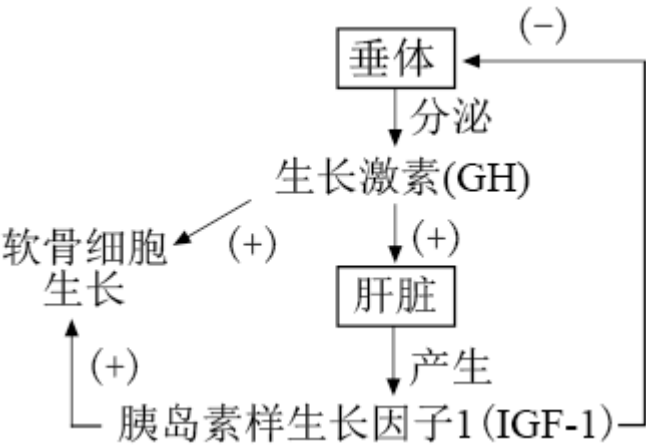 (−)
垂体
分泌
生长激素(GH)
软骨细胞
生长
(+)
(+)
肝脏
(+)
产生
胰岛素样生长因子1(IGF-1)